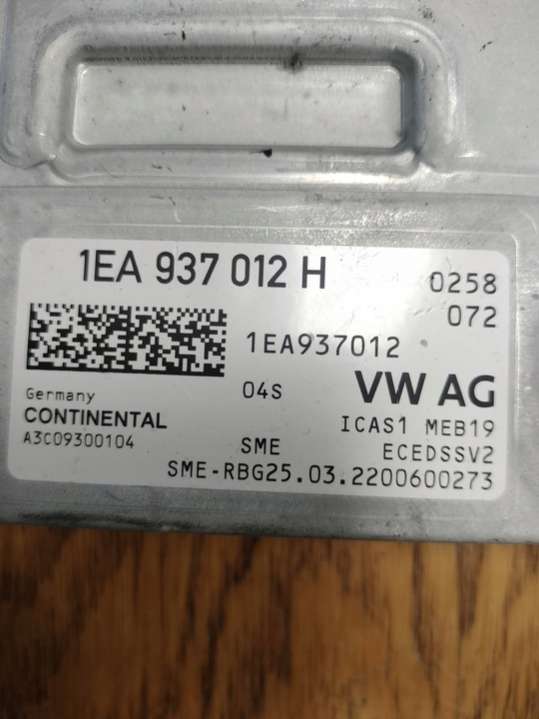 1EA 937 012 H
0258
072
1EA937012
04S
VW AG
Germany
CONTINENTAL
A3C09300104
ICAS1 MEB19
SME
ECEDSSV2
SME-RBG25.03.2200600273